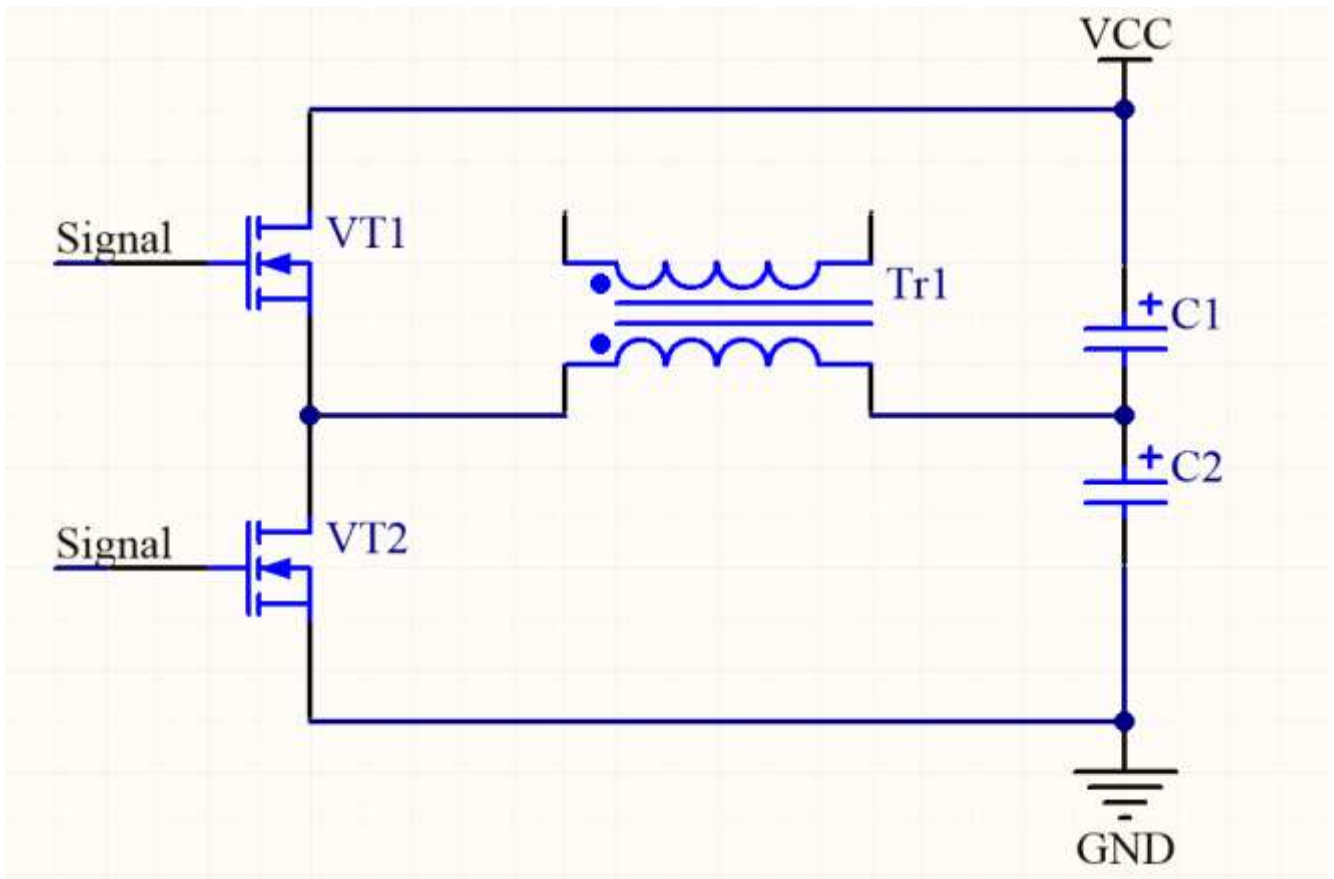 VCC
Signal
VT1
Tr1
+
C1
+
C2
Signal
VT2
GND